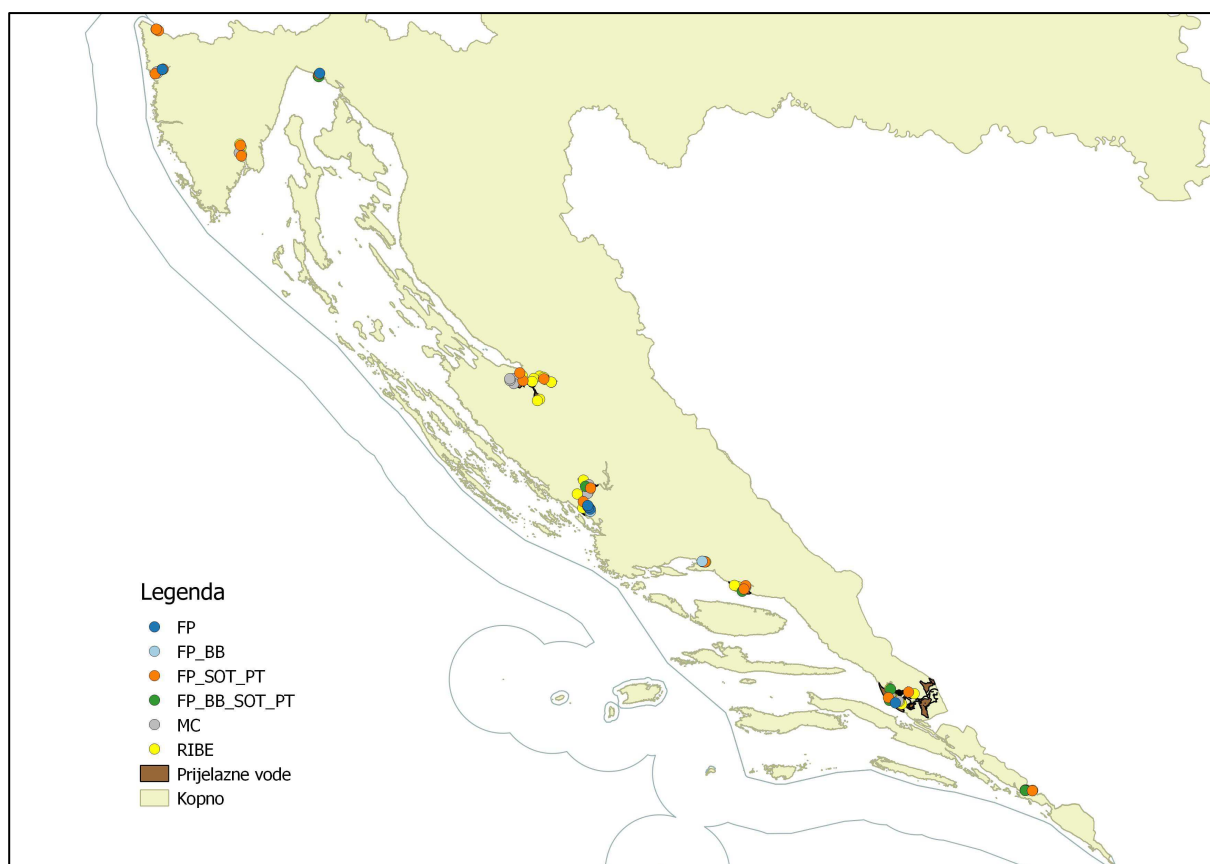 Legenda
FP
FP_BB
FP_SOT_PT
FP_BB_SOT_PT
MC
RIBE
Prijelazne vode
Kopno